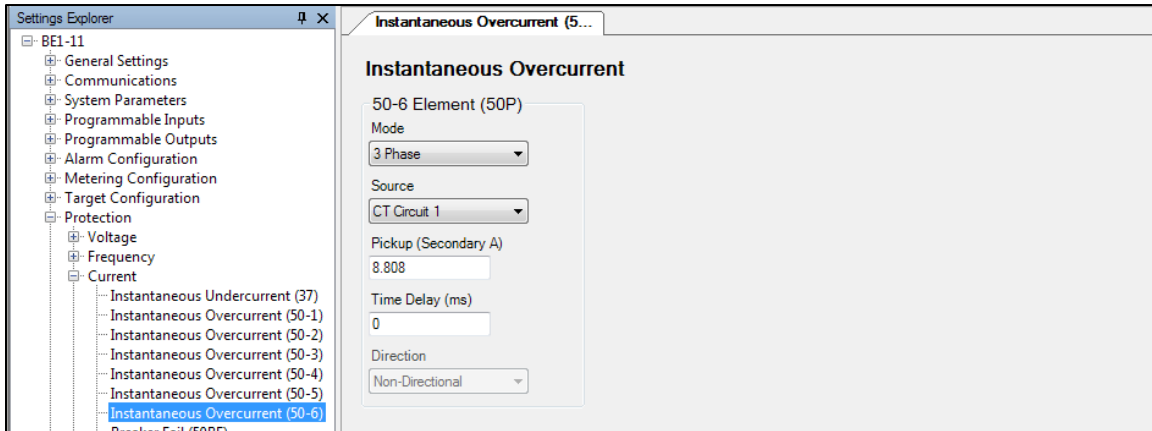 Settings Explorer
BE1-11
General Settings
Communications
System Parameters
Programmable Inputs
Programmable Outputs
Alarm Configuration
Metering Configuration
Target Configuration
Protection
Voltage
Frequency
Current
Instantaneous Undercurrent (37)
Instantaneous Overcurrent (50-1)
Instantaneous Overcurrent (50-2)
Instantaneous Overcurrent (50-3)
Instantaneous Overcurrent (50-4)
Instantaneous Overcurrent (50-5)
Instantaneous Overcurrent (50-6)
Breaker Fail (50BF)
Instantaneous Overcurrent (5...
Instantaneous Overcurrent
50-6 Element (50P)
Mode
3 Phase
Source
CT Circuit 1
Pickup (Secondary A)
8.808
Time Delay (ms)
0
Direction
Non-Directional